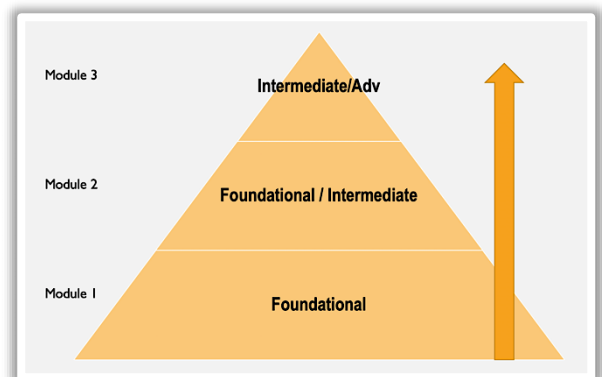 Module 3
Intermediate/Adv
Module 2
Foundational / Intermediate
Module 1
Foundational